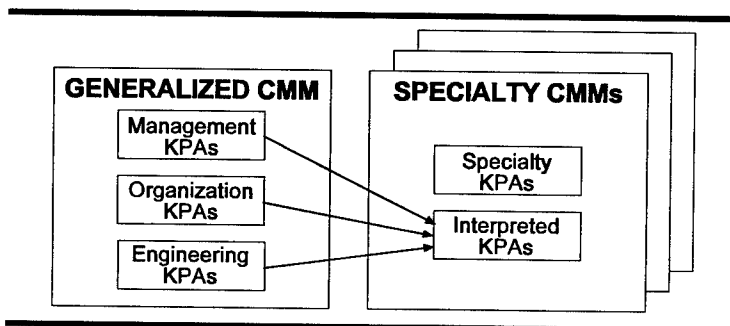 GENERALIZED CMM
Management
KPAs
Organization
KPAs
Engineering
KPAs
SPECIALTY CMMs
Specialty
KPAs
Interpreted
KPAs